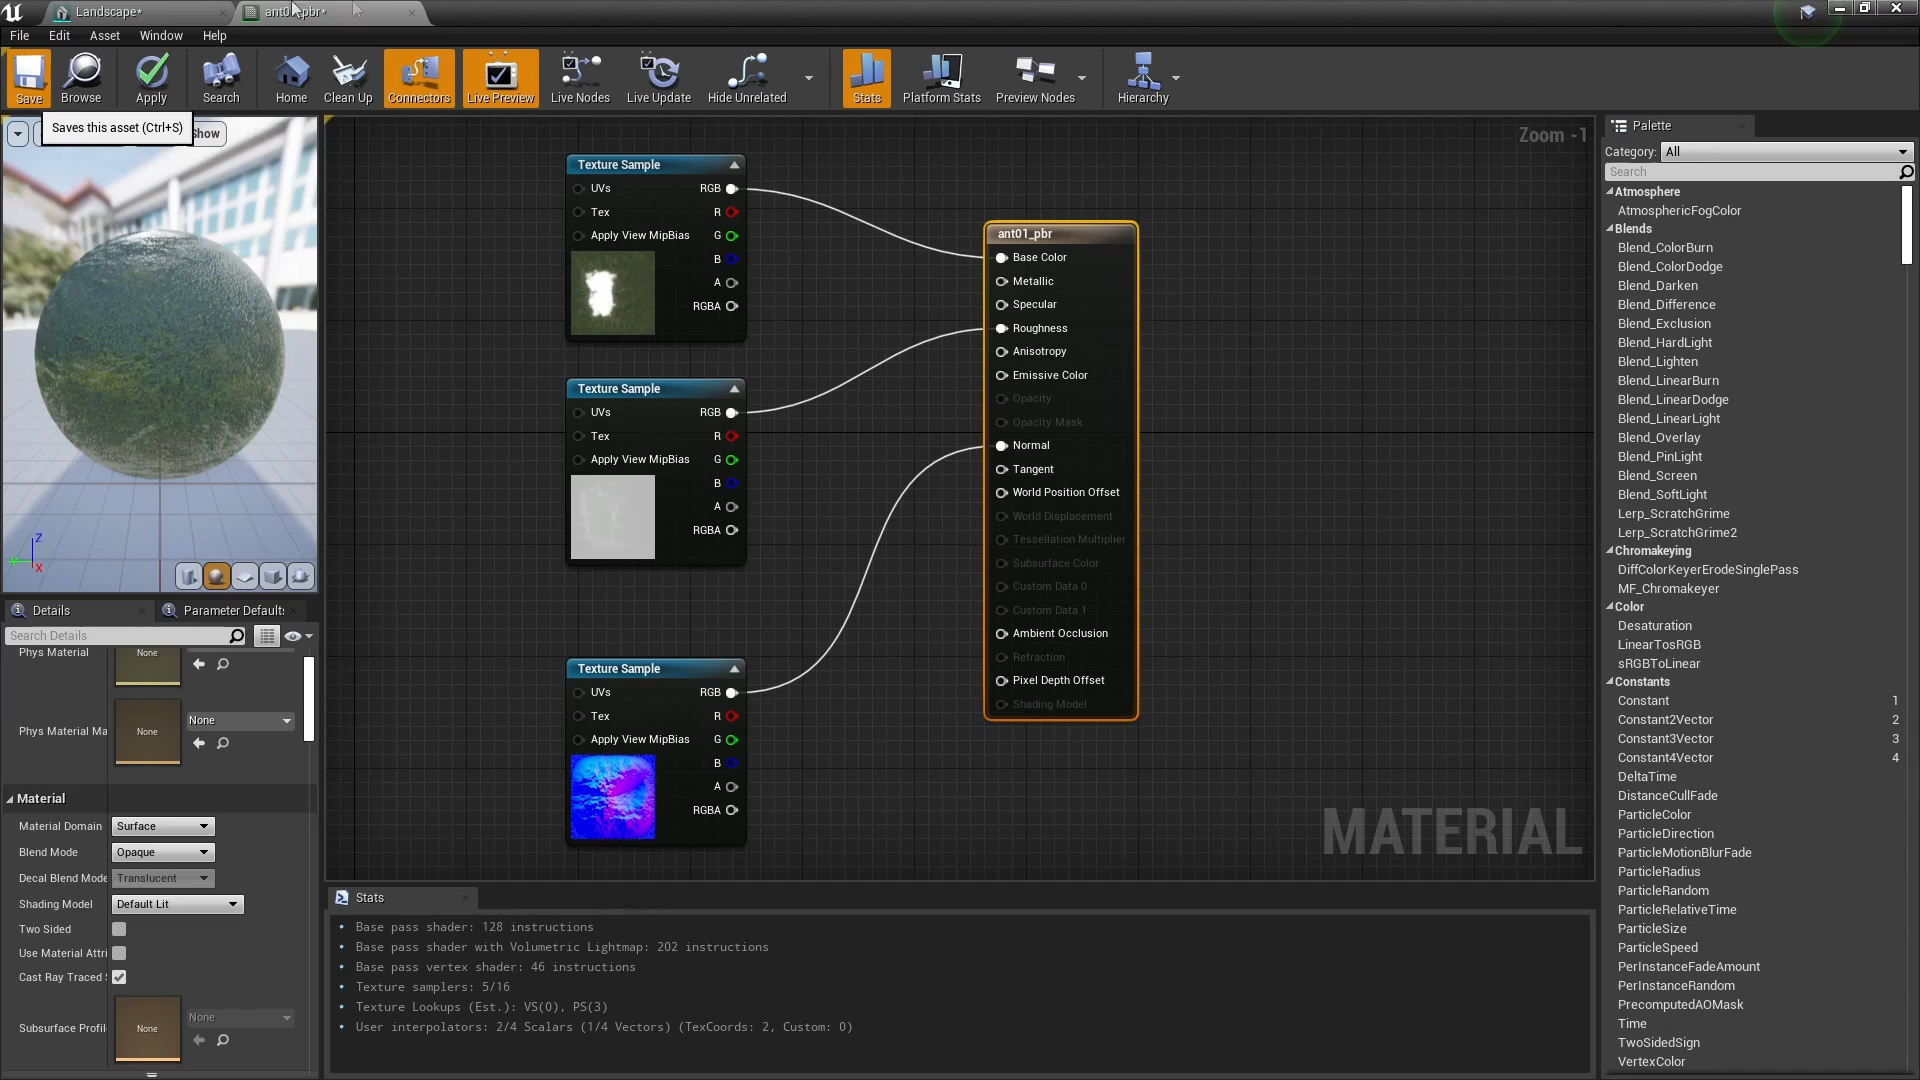 Landscape*
File Edit Asset Window Help
Save Browse Apply Search Home Clean Up Connectors Live Preview Live Nodes Live Update Hide Unrelated Stats Platform Stats Preview Nodes Hierarchy
Saves this asset (Ctrl+S)
Zoom -1
Texture Sample
UVs RGB
Tex R
Apply View MipBias G
B
A
RGBA
Texture Sample
UVs RGB
Tex R
Apply View MipBias G
B
A
RGBA
Texture Sample
UVs RGB
Tex R
Apply View MipBias G
B
A
RGBA
ant01_pbr
Base Color
Metallic
Specular
Roughness
Anisotropy
Emissive Color
Opacity
Opacity Mask
Normal
Tangent
World Position Offset
World Displacement
Tessellation Multiplier
Subsurface Color
Custom Data 0
Custom Data 1
Ambient Occlusion
Refraction
Pixel Depth Offset
Shading Model
MATERIAL
Z
X
Details Parameter Defaults
Search Details
Phys Material None
Phys Material Ma None None
Material
Material Domain Surface
Blend Mode Opaque
Decal Blend Mode Translucent
Shading Model Default Lit
Two Sided
Use Material Attri
Cast Ray Traced
Subsurface Profil None None
Stats
Base pass shader: 128 instructions
Base pass shader with Volumetric Lightmap: 202 instructions
Base pass vertex shader: 46 instructions
Texture samplers: 5/16
Texture Lookups (Est.): VS(0), PS(3)
User interpolators: 2/4 Scalars (1/4 Vectors) (TexCoords: 2, Custom: 0)
Palette
Category: All
Search
Atmosphere
AtmosphericFogColor
Blends
Blend_ColorBurn
Blend_ColorDodge
Blend_Darken
Blend_Difference
Blend_Exclusion
Blend_HardLight
Blend_Lighten
Blend_LinearBurn
Blend_LinearDodge
Blend_LinearLight
Blend_Overlay
Blend_PinLight
Blend_Screen
Blend_SoftLight
Lerp_ScratchGrime
Lerp_ScratchGrime2
Chromakeying
DiffColorKeyerErodeSinglePass
MF_Chromakeyer
Color
Desaturation
LinearTosRGB
sRGBToLinear
Constants
Constant 1
Constant2Vector 2
Constant3Vector 3
Constant4Vector 4
DeltaTime
DistanceCullFade
ParticleColor
ParticleDirection
ParticleMotionBlurFade
ParticleRadius
ParticleRandom
ParticleRelativeTime
ParticleSize
ParticleSpeed
PerInstanceFadeAmount
PerInstanceRandom
PrecomputedAOMask
Time
TwoSidedSign
VertexColor